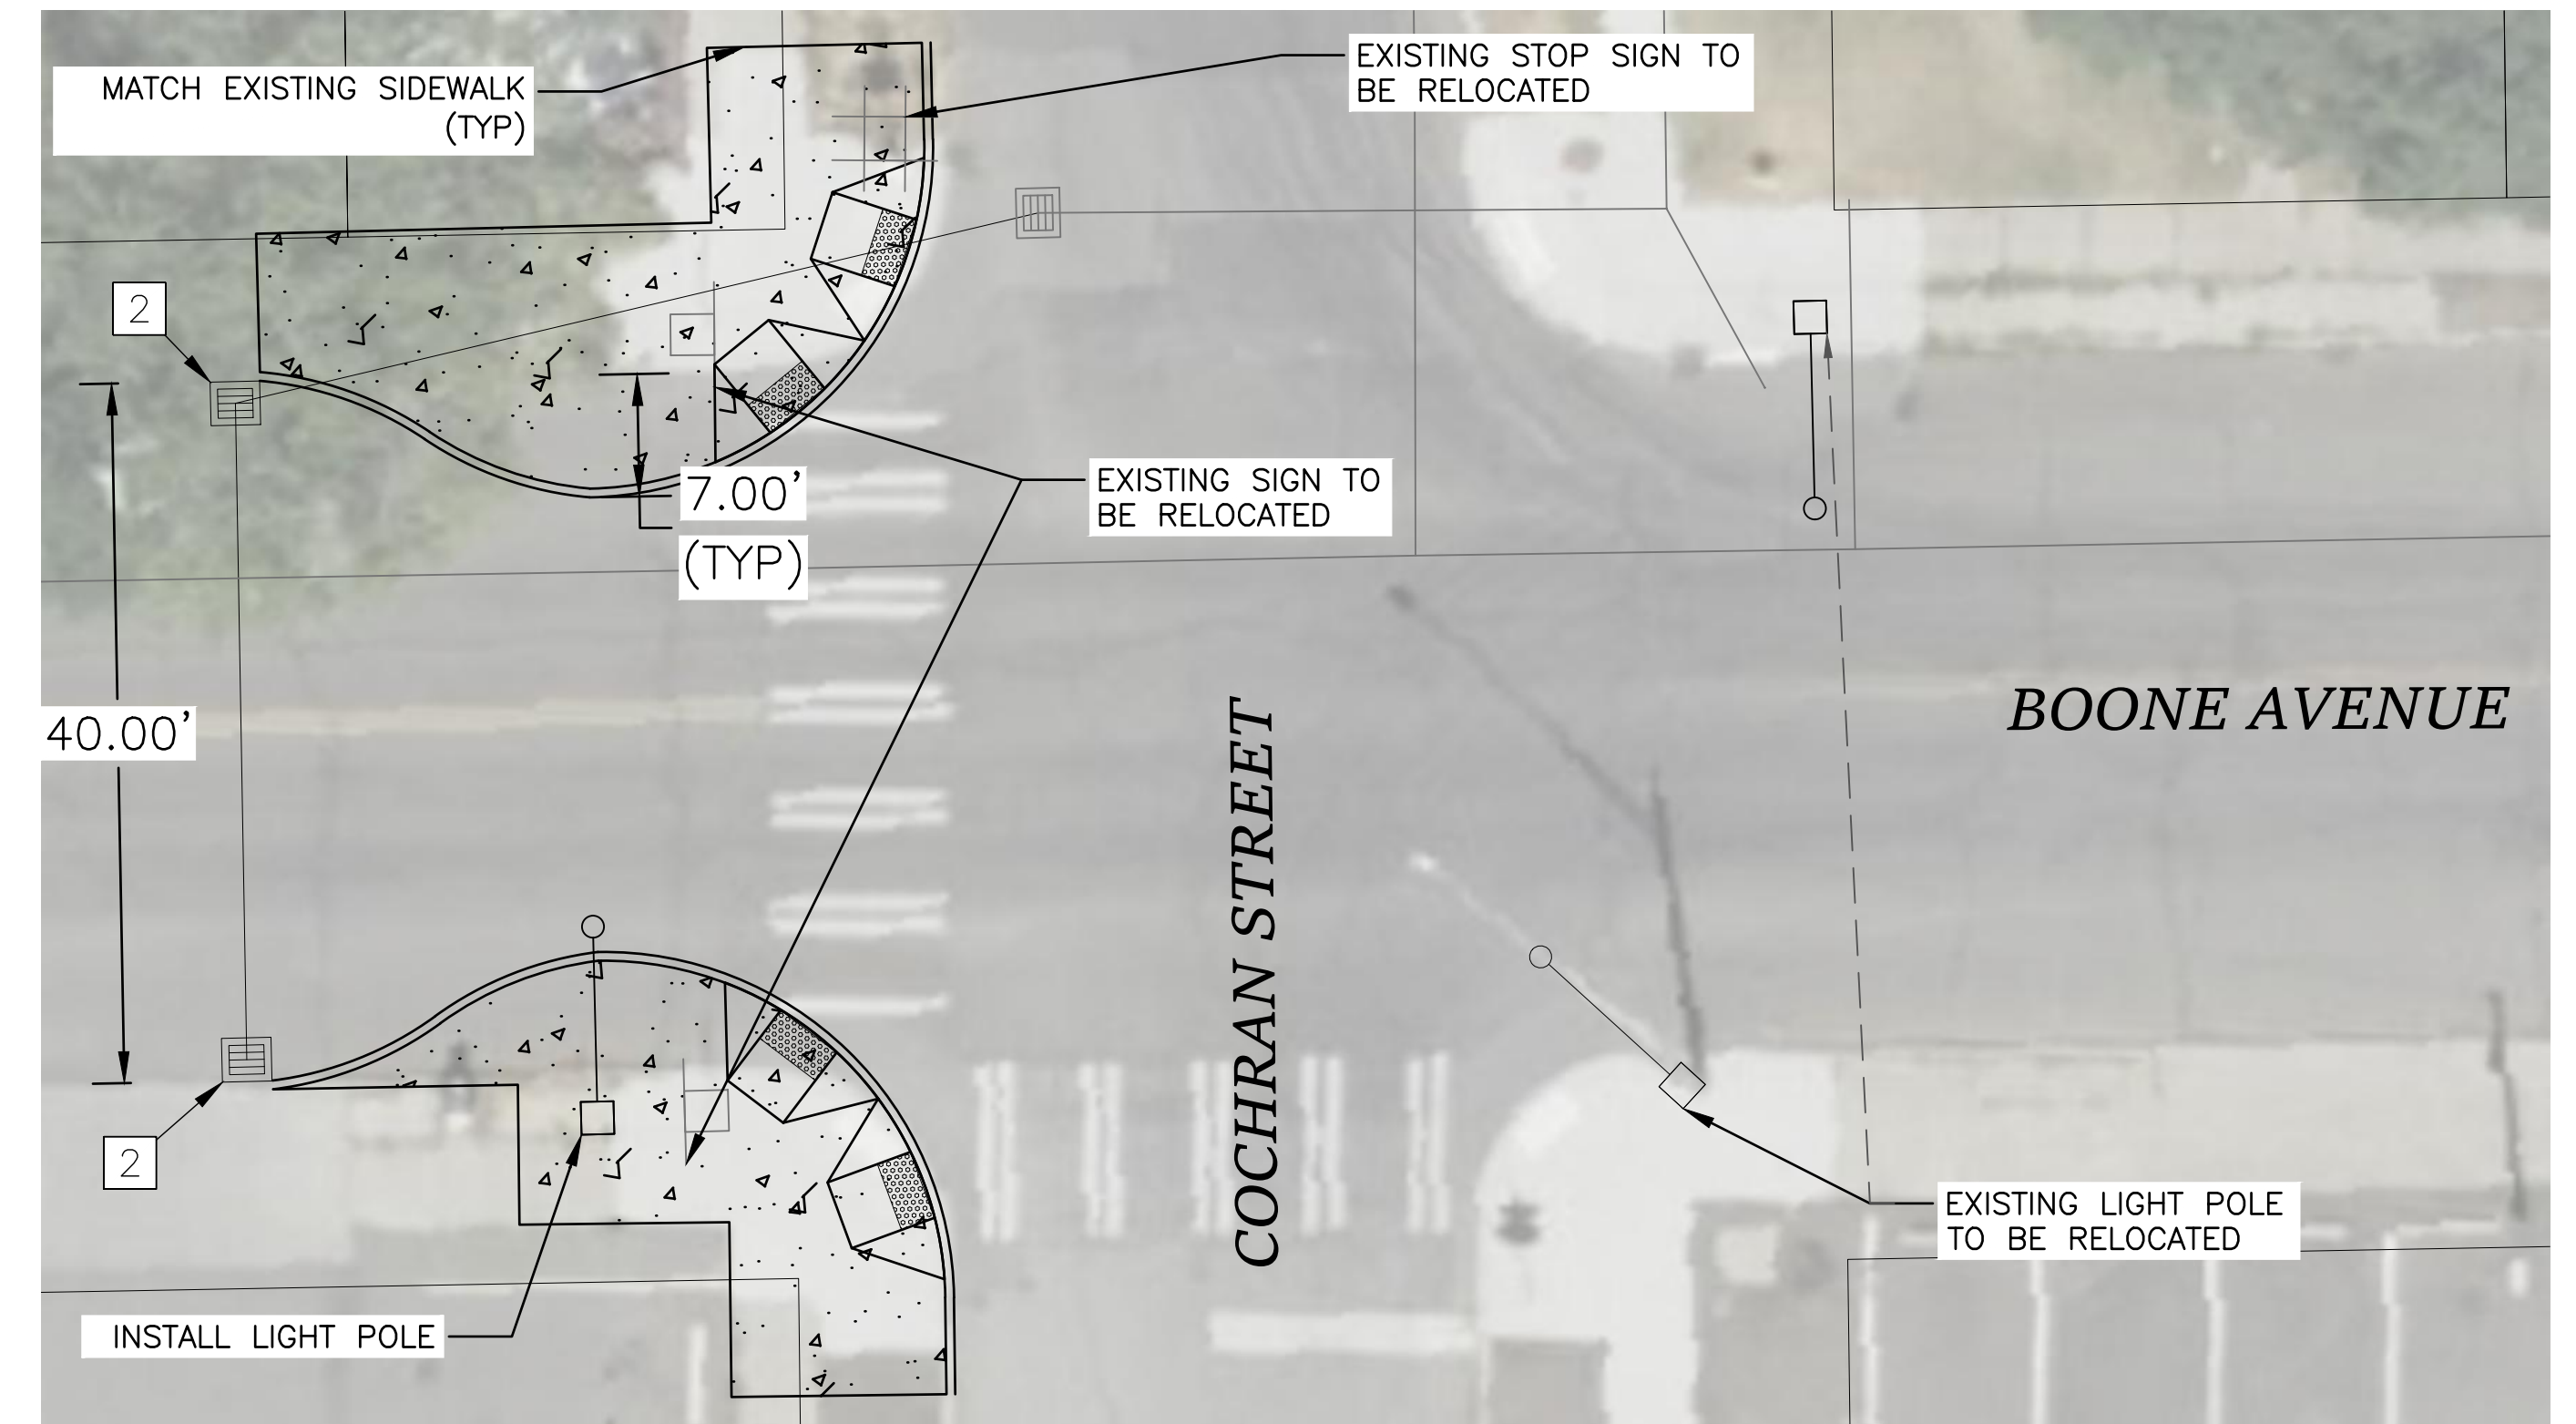 MATCH EXISTING SIDEWALK
(TYP)
EXISTING STOP SIGN TO
BE RELOCATED
2
EXISTING SIGN TO
BE RELOCATED
7.00'
(TYP)
40.00'
BOONE AVENUE
COCHRAN STREET
2
EXISTING LIGHT POLE
TO BE RELOCATED
INSTALL LIGHT POLE